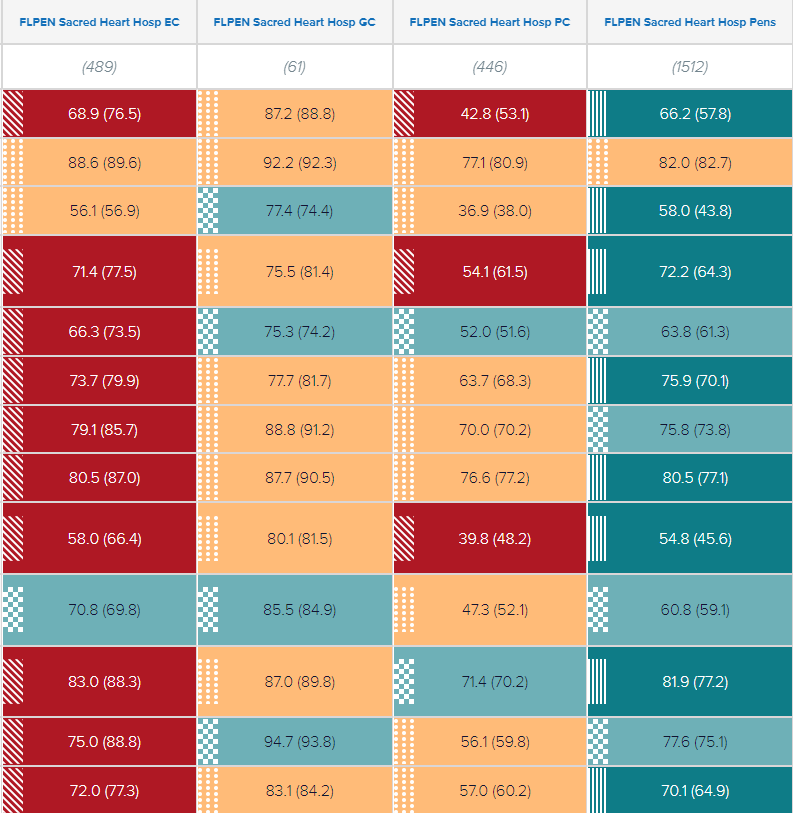 FLPEN Sacred Heart Hosp EC FLPEN Sacred Heart Hosp GC FLPEN Sacred Heart Hosp PC FLPEN Sacred Heart Hosp Pens
(489) (61) (446) (1512)
68.9 (76.5) 87.2 (88.8) 42.8 (53.1) 66.2 (57.8)
88.6 (89.6) 92.2 (92.3) 77.1 (80.9) 82.0 (82.7)
56.1 (56.9) 77.4 (74.4) 36.9 (38.0) 58.0 (43.8)
71.4 (77.5) 75.5 (81.4) 54.1 (61.5) 72.2 (64.3)
66.3 (73.5) 75.3 (74.2) 52.0 (51.6) 63.8 (61.3)
73.7 (79.9) 77.7 (81.7) 63.7 (68.3) 75.9 (70.1)
79.1 (85.7) 88.8 (91.2) 70.0 (70.2) 75.8 (73.8)
80.5 (87.0) 87.7 (90.5) 76.6 (77.2) 80.5 (77.1)
58.0 (66.4) 80.1 (81.5) 39.8 (48.2) 54.8 (45.6)
70.8 (69.8) 85.5 (84.9) 47.3 (52.1) 60.8 (59.1)
83.0 (88.3) 87.0 (89.8) 71.4 (70.2) 81.9 (77.2)
75.0 (88.8) 94.7 (93.8) 56.1 (59.8) 77.6 (75.1)
72.0 (77.3) 83.1 (84.2) 57.0 (60.2) 70.1 (64.9)